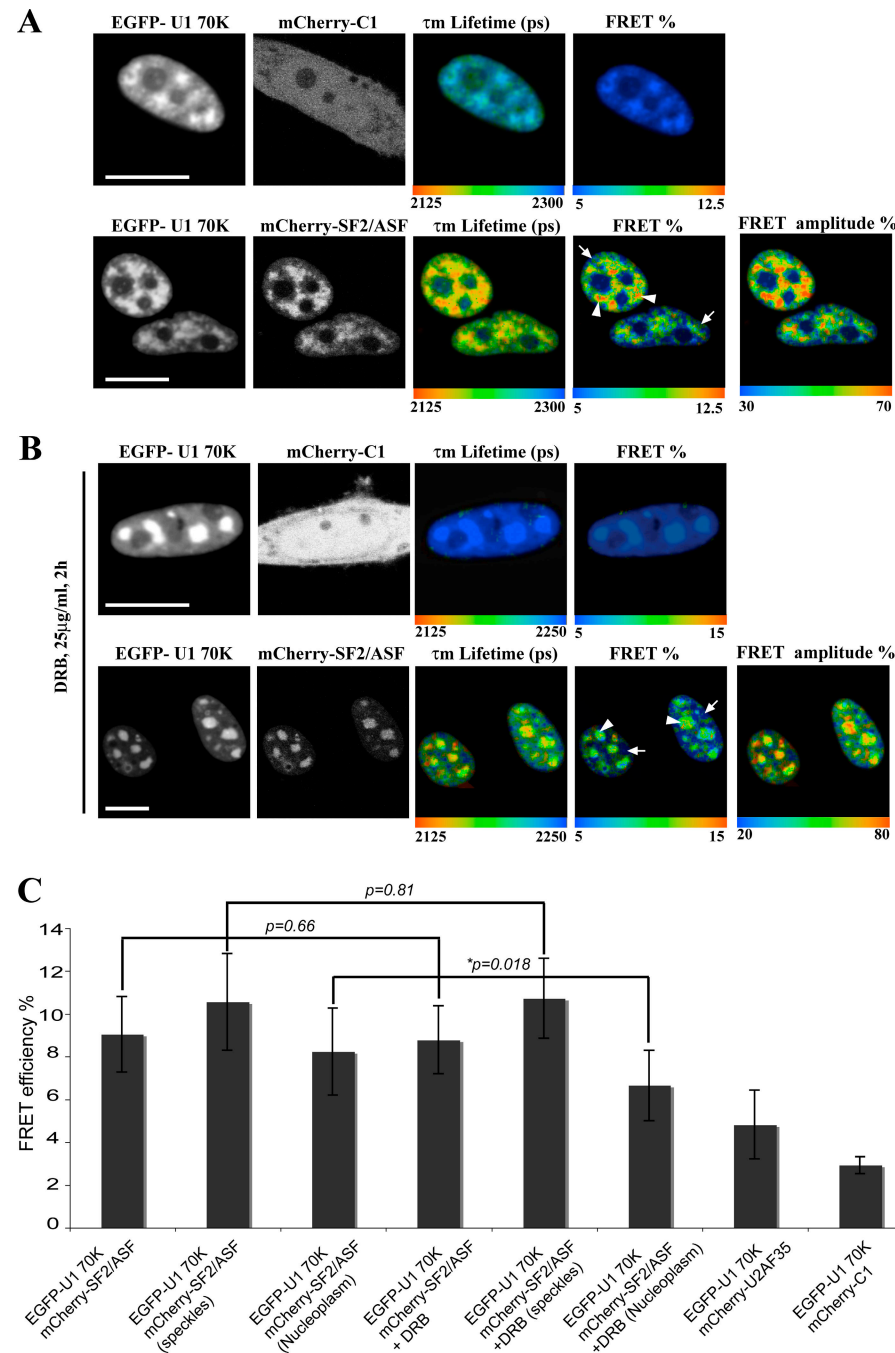 A
EGFP- U1 70K mCherry-C1 τm Lifetime (ps) FRET %
2125 2300 5 12.5
EGFP- U1 70K mCherry-SF2/ASF τm Lifetime (ps) FRET % FRET amplitude %
2125 2300 5 12.5 30 70
B
DRB, 25µg/ml, 2h
EGFP- U1 70K mCherry-C1 τm Lifetime (ps) FRET %
2125 2250 5 15
EGFP- U1 70K mCherry-SF2/ASF τm Lifetime (ps) FRET % FRET amplitude %
2125 2250 5 15 20 80
C
p=0.81
p=0.66
*p=0.018
FRET efficiency %
14
12
10
8
6
4
2
0
EGFP-U1 70K
mCherry-SF2/ASF
EGFP-U1 70K
mCherry-SF2/ASF
(speckles)
EGFP-U1 70K
mCherry-SF2/ASF
(Nucleoplasm)
EGFP-U1 70K
mCherry-SF2/ASF
+ DRB
EGFP-U1 70K
mCherry-SF2/ASF
+DRB (speckles)
EGFP-U1 70K
mCherry-SF2/ASF
+DRB (Nucleoplasm)
EGFP-U1 70K
mCherry-U2AF35
EGFP-U1 70K
mCherry-C1